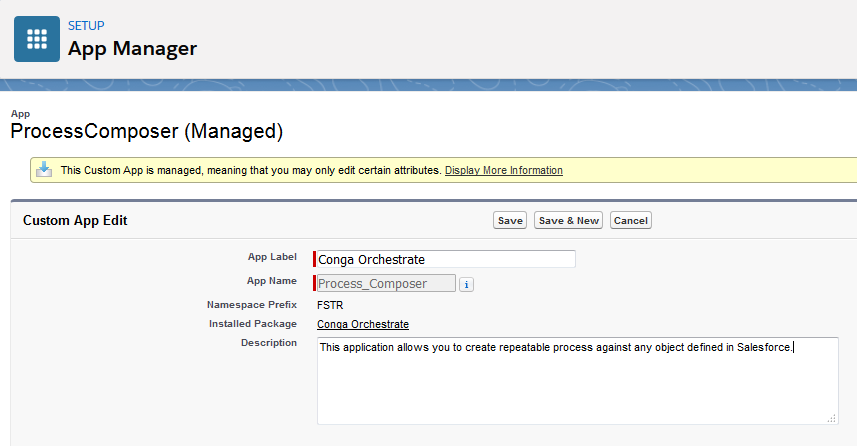 SETUP
App Manager
App
ProcessComposer (Managed)
This Custom App is managed, meaning that you may only edit certain attributes. Display More Information
Custom App Edit Save Save & New Cancel
App Label Conga Orchestrate
App Name Process_Composer i
Namespace Prefix FSTR
Installed Package Conga Orchestrate
Description This application allows you to create repeatable process against any object defined in Salesforce.